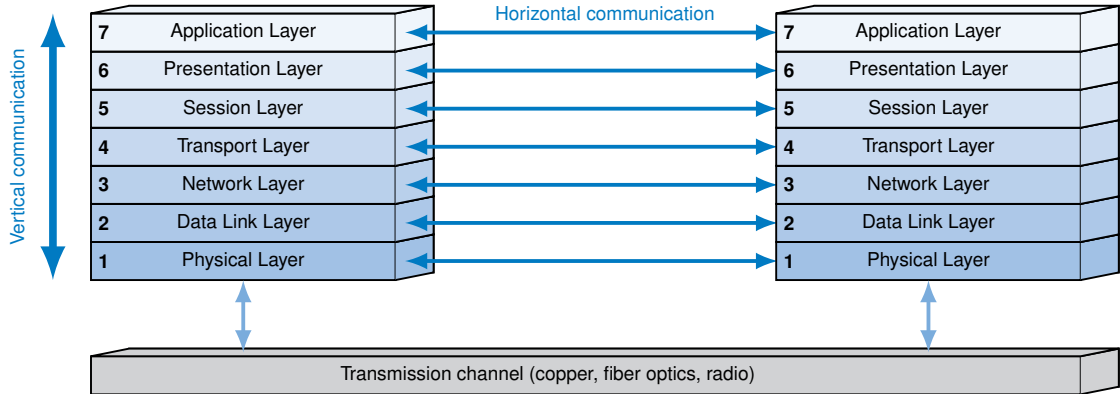 Horizontal communication
Vertical communication
7 Application Layer
6 Presentation Layer
5 Session Layer
4 Transport Layer
3 Network Layer
2 Data Link Layer
1 Physical Layer
7 Application Layer
6 Presentation Layer
5 Session Layer
4 Transport Layer
3 Network Layer
2 Data Link Layer
1 Physical Layer
Transmission channel (copper, fiber optics, radio)